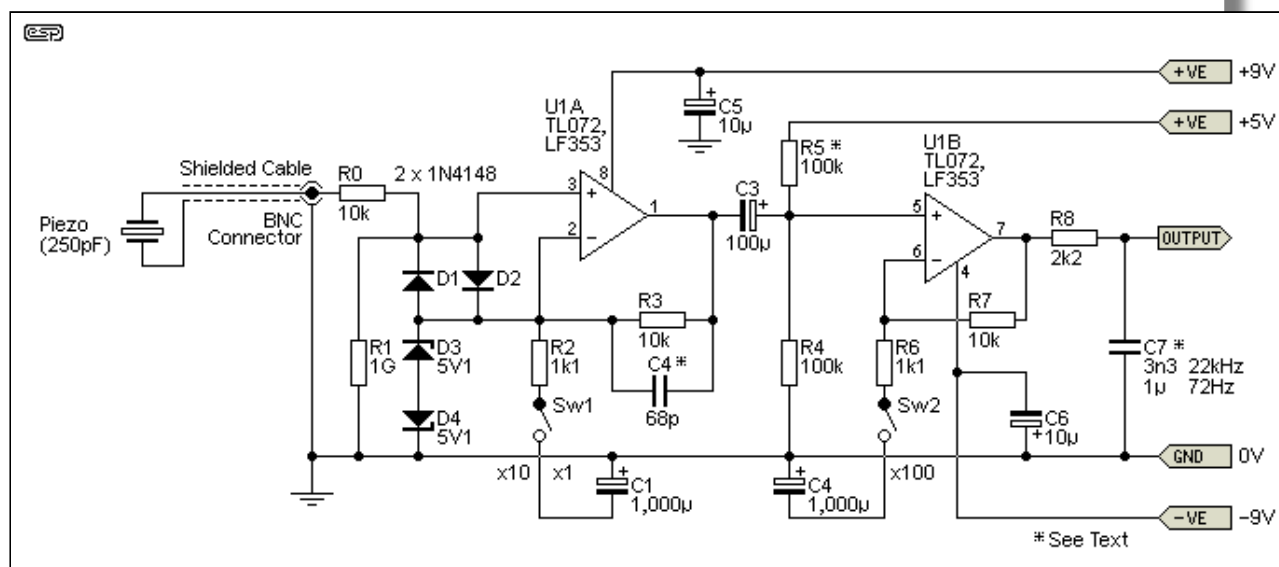 esp
+VE +9V
U1A
TL072,
LF353
C5
10µ
+
+VE +5V
Shielded Cable
R0
10k
2 x 1N4148
8
3 +
2 −
1
C3
+
100µ
R5 *
100k
U1B
TL072,
LF353
5 +
6 −
7
4
R8
2k2
OUTPUT
Piezo
(250pF)
BNC
Connector
D1
D2
R3
10k
R7
10k
R1
1G
D3
5V1
R2
1k1
C4 *
68p
R4
100k
R6
1k1
C7 *
3n3 22kHz
1µ 72Hz
D4
5V1
Sw1
Sw2
C6
+ 10µ
GND 0V
x10 x1
+
C1
1,000µ
+
C4
1,000µ
x100
−VE −9V
* See Text